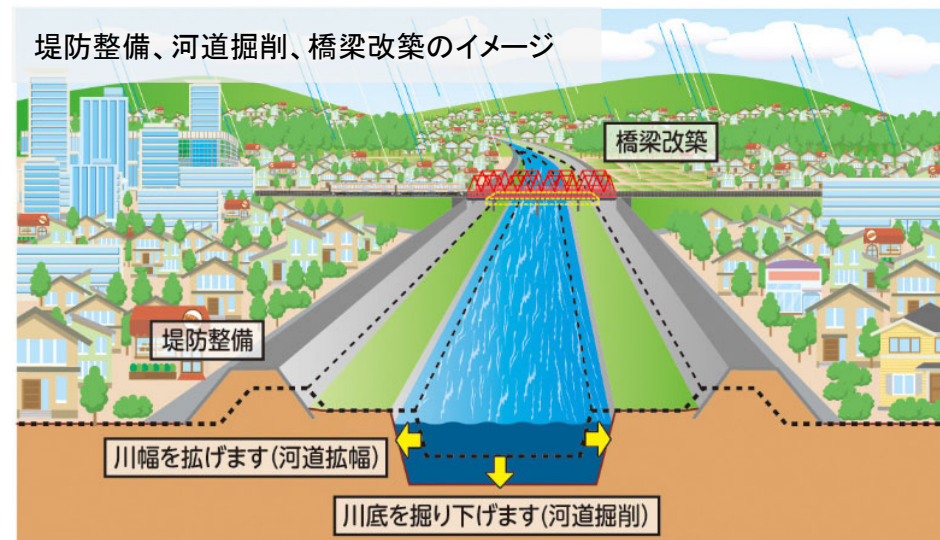 堤防整備、河道掘削、橋梁改築のイメージ
橋梁改築
堤防整備
川幅を拡げます(河道拡幅)
川底を掘り下げます(河道掘削)